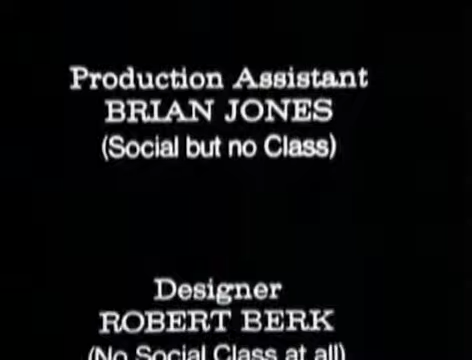 Production Assistant
BRIAN JONES
(Social but no Class)
Designer
ROBERT BERK
(No Social Class at all)